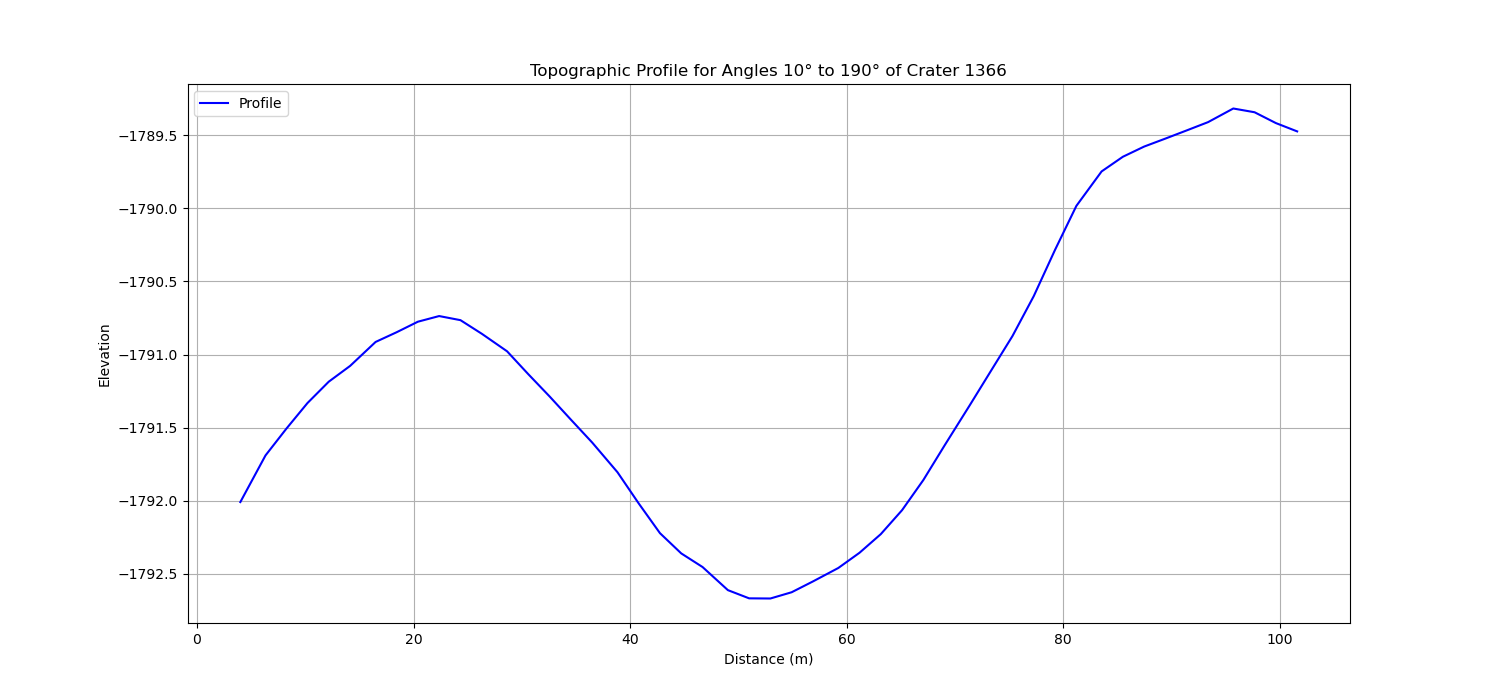 Topographic Profile for Angles 10° to 190° of Crater 1366
Profile
−1789.5
−1790.0
−1790.5
−1791.0
−1791.5
−1792.0
−1792.5
Elevation
0 20 40 60 80 100
Distance (m)